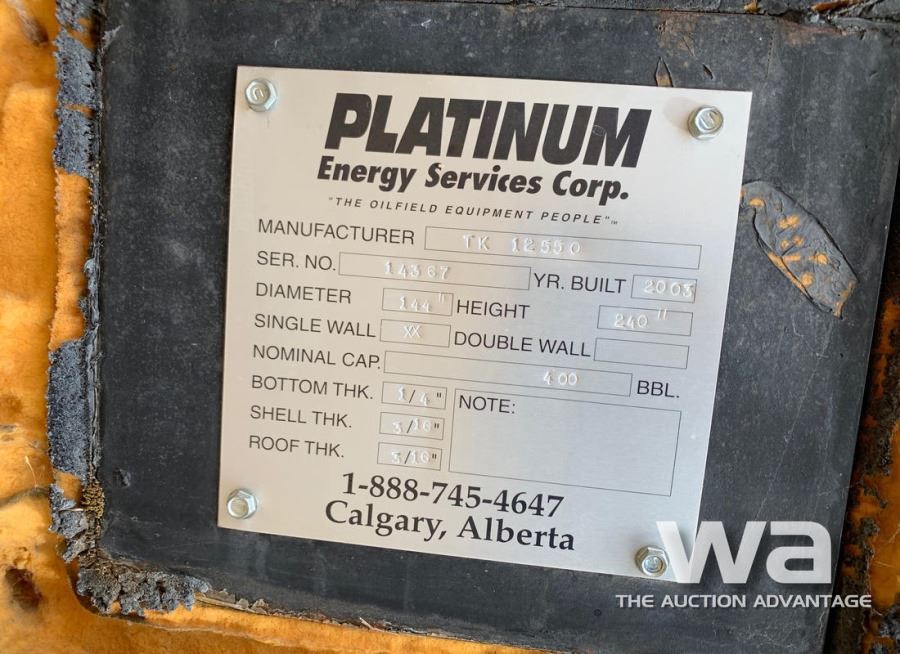 PLATINUM
Energy Services Corp.
"THE OILFIELD EQUIPMENT PEOPLE"™
MANUFACTURER TK 12550
SER. NO. 14367 YR. BUILT 2003
DIAMETER 144" HEIGHT 240"
SINGLE WALL XX DOUBLE WALL
NOMINAL CAP. 400 BBL.
BOTTOM THK. 1/4" NOTE:
SHELL THK. 3/16"
ROOF THK. 3/16"
1-888-745-4647
Calgary, Alberta
wa
THE AUCTION ADVANTAGE